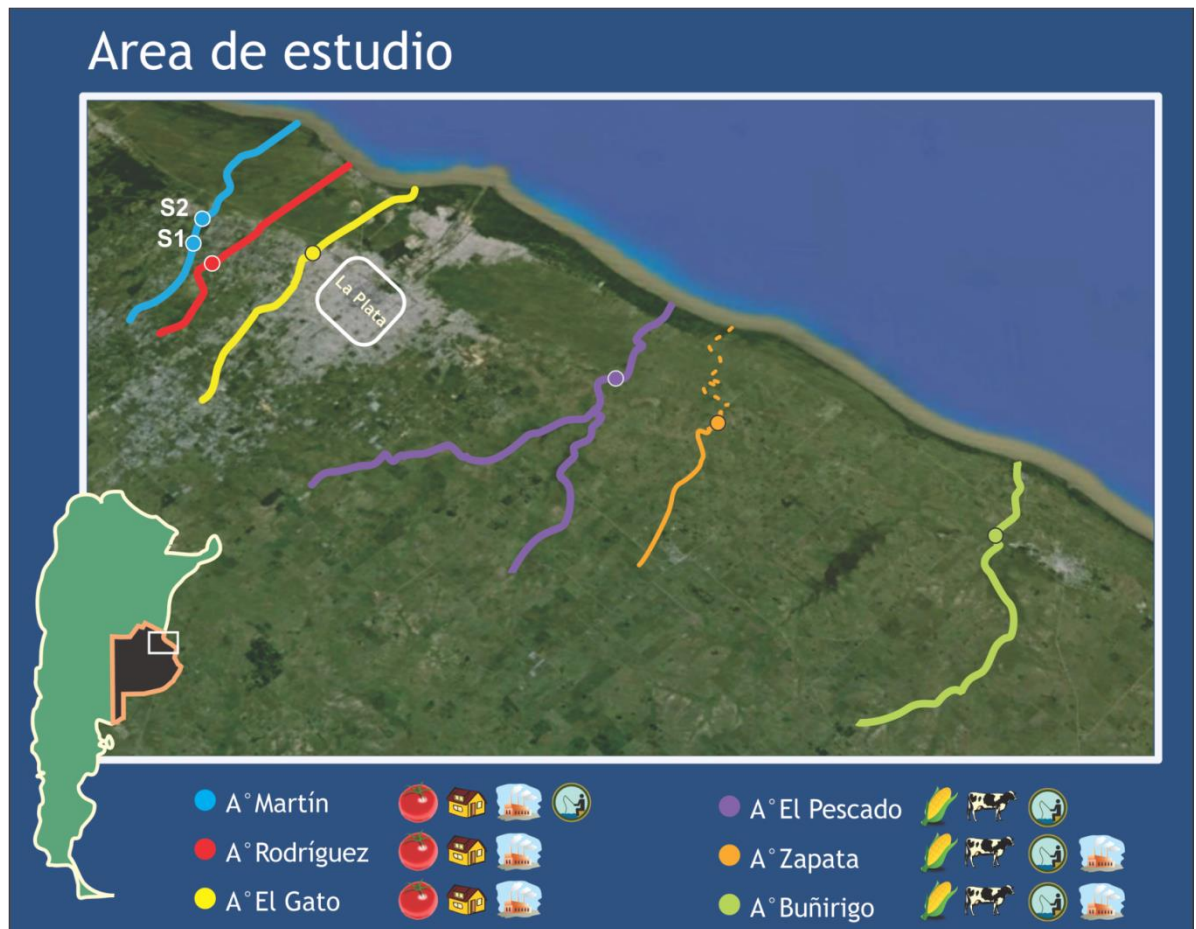 Area de estudio
S2
S1
La Plata
A° Martín
A° Rodríguez
A° El Gato
A° El Pescado
A° Zapata
A° Buñirigo